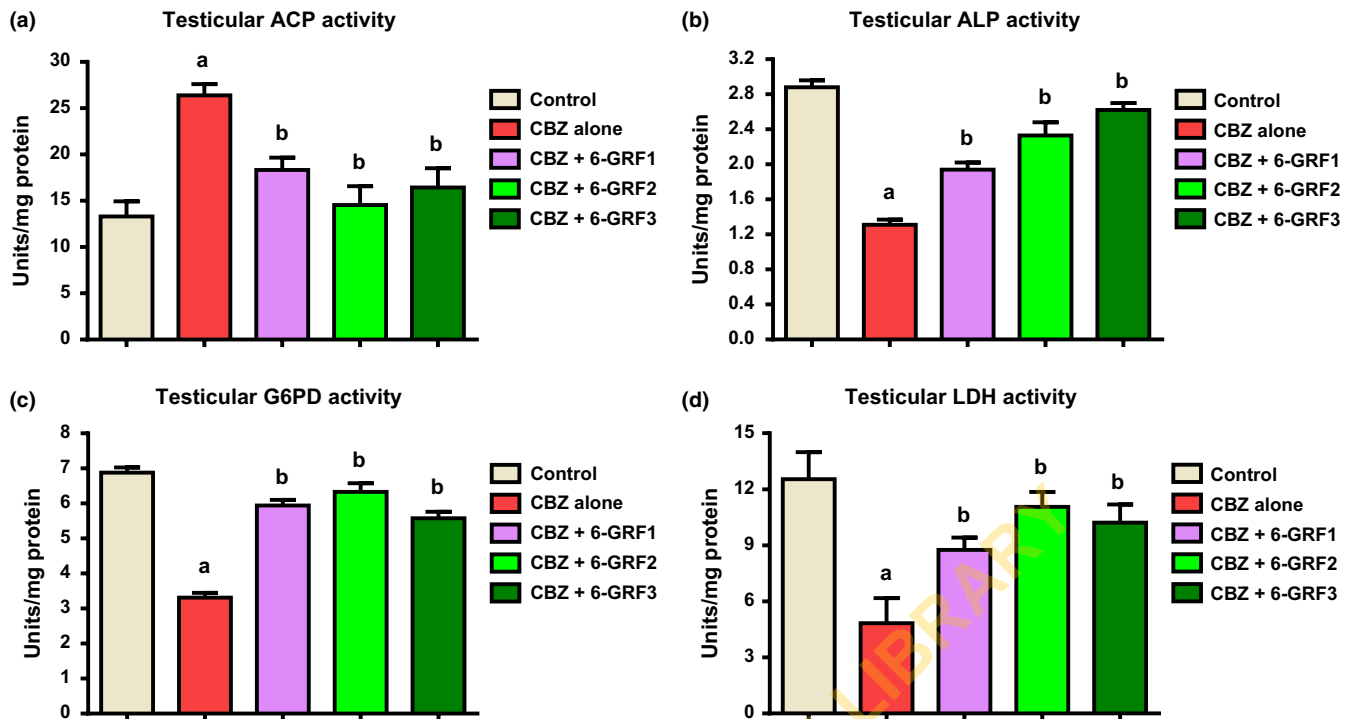 (a)
Testicular ACP activity
Units/mg protein
30
25
20
15
10
5
0
a
b
b
b
Control
CBZ alone
CBZ + 6-GRF1
CBZ + 6-GRF2
CBZ + 6-GRF3
(b)
Testicular ALP activity
Units/mg protein
3.2
2.8
2.4
2.0
1.6
1.2
0.8
0.4
0.0
a
b
b
b
Control
CBZ alone
CBZ + 6-GRF1
CBZ + 6-GRF2
CBZ + 6-GRF3
(c)
Testicular G6PD activity
Units/mg protein
8
7
6
5
4
3
2
1
0
a
b
b
b
Control
CBZ alone
CBZ + 6-GRF1
CBZ + 6-GRF2
CBZ + 6-GRF3
(d)
Testicular LDH activity
Units/mg protein
15
12
9
6
3
0
a
b
b
b
Control
CBZ alone
CBZ + 6-GRF1
CBZ + 6-GRF2
CBZ + 6-GRF3
LIBRARY